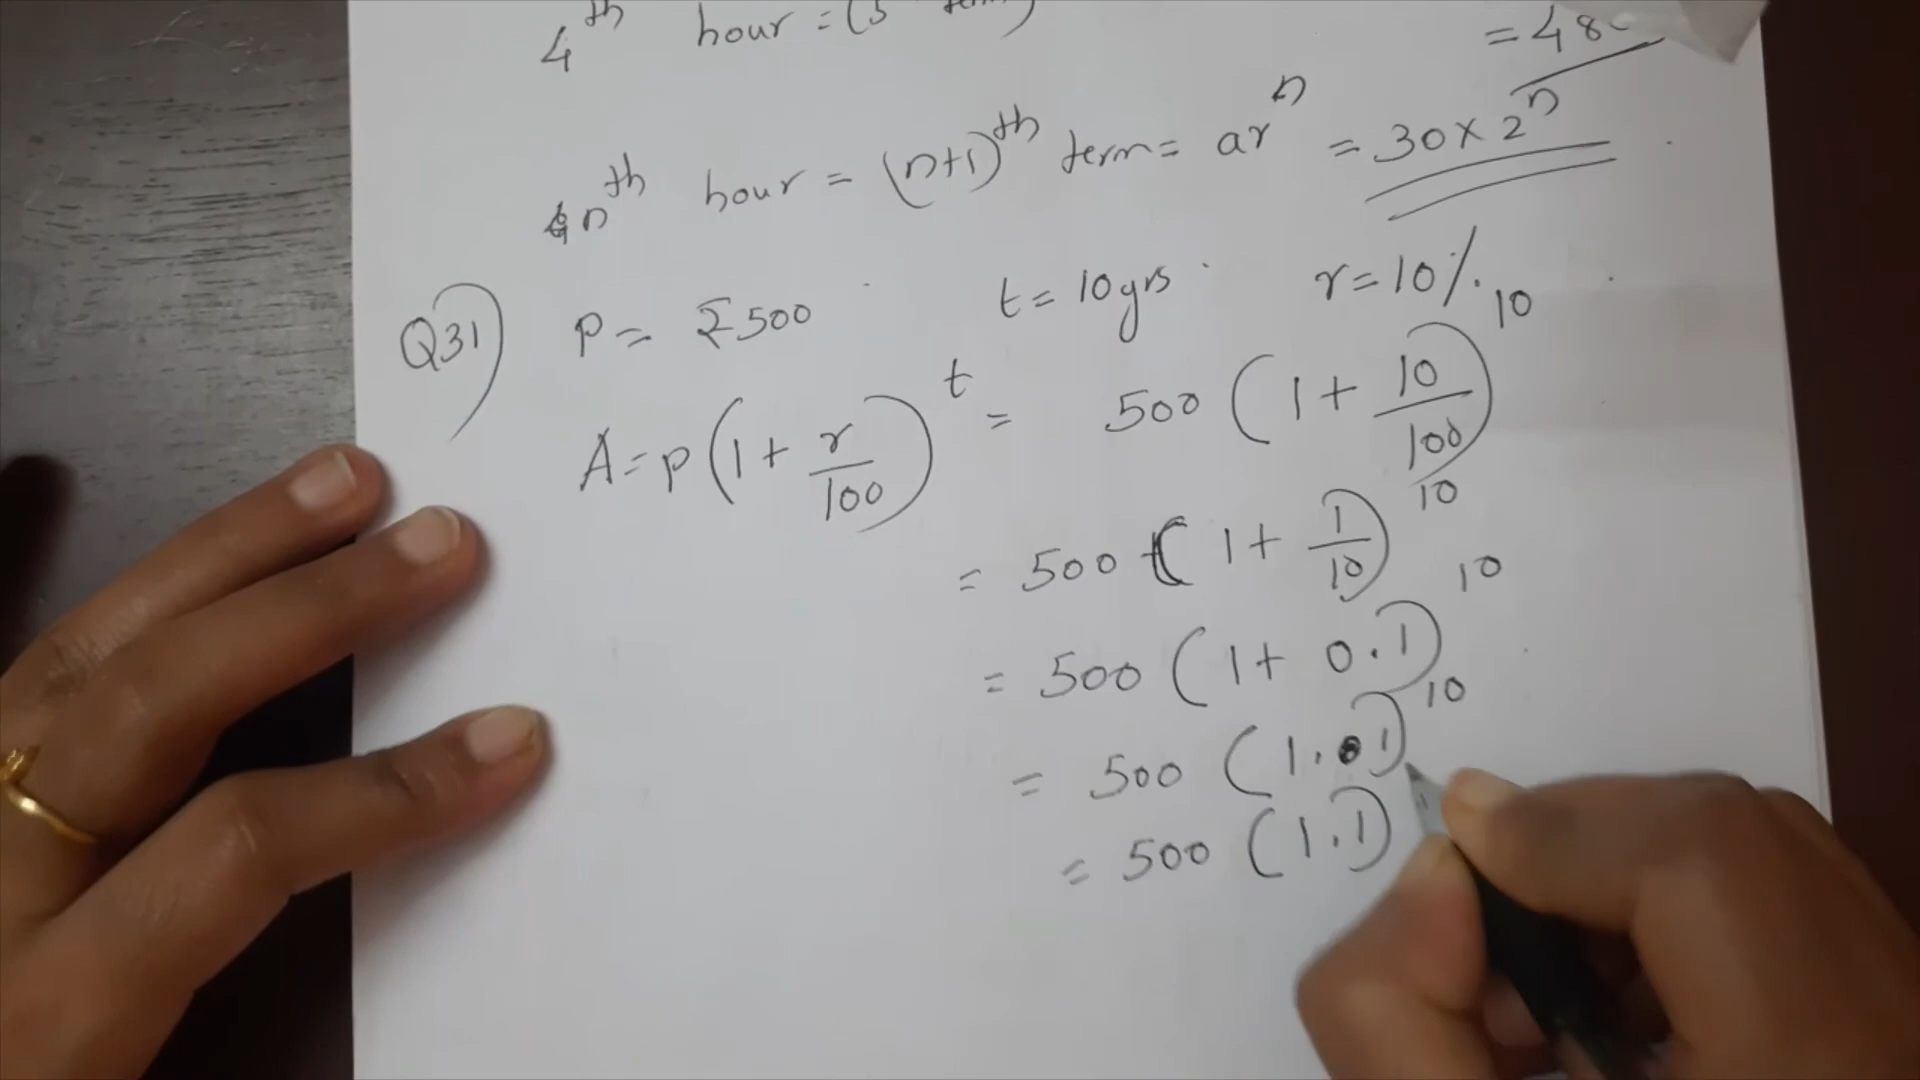 4th hour = (5
= 48
nth hour = (n+1)th term = ar^n = 30 × 2^n
Q31) P = ₹500 t = 10yrs r = 10%
A = p(1 + r/100)^t = 500 (1 + 10/100)^10
= 500 (1 + 1/10)^10
= 500 (1 + 0.1)^10
= 500 (1.01)^10
= 500 (1.1)